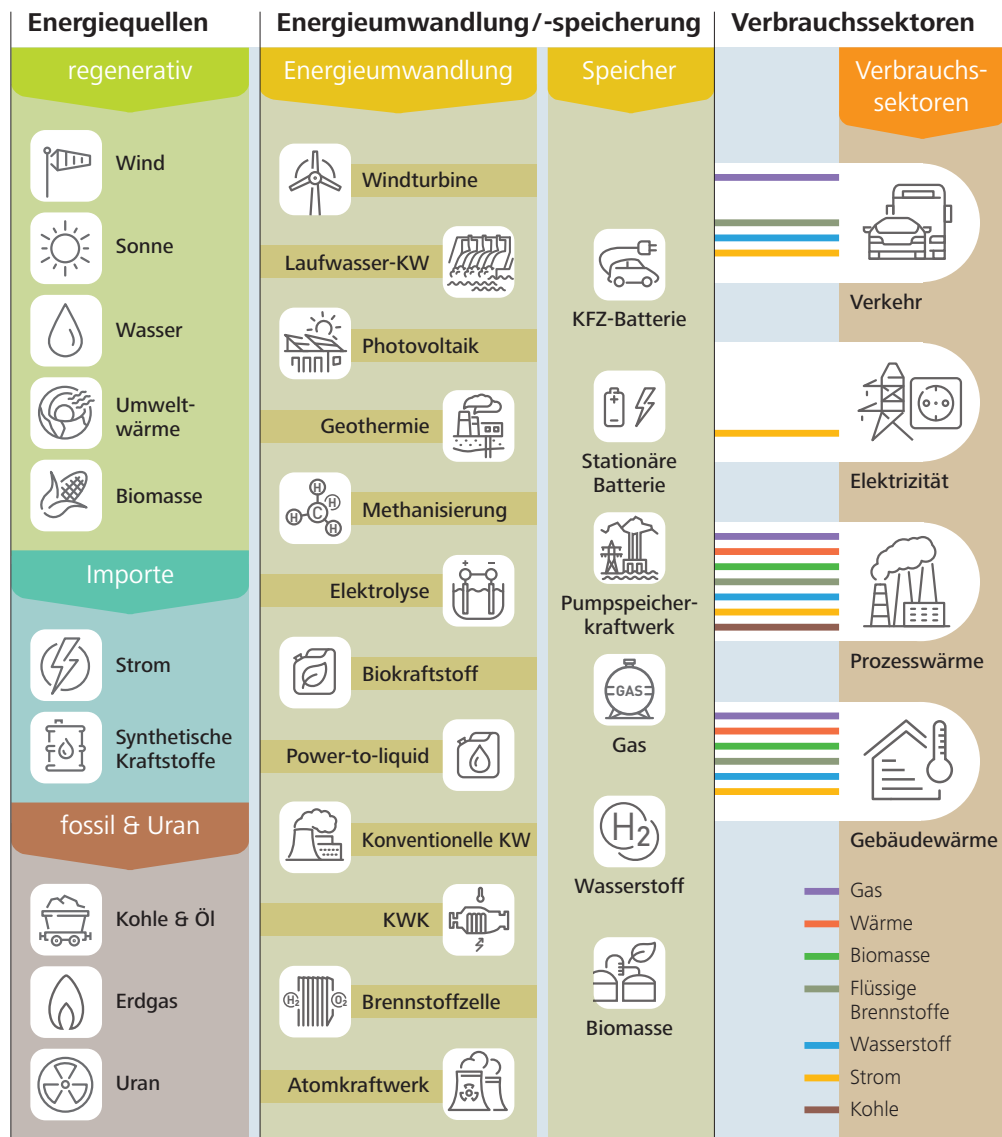 Energiequellen
Energieumwandlung/-speicherung
Verbrauchssektoren
regenerativ
Wind
Sonne
Wasser
Umwelt-
wärme
Biomasse
Importe
Strom
Synthetische
Kraftstoffe
fossil & Uran
Kohle & Öl
Erdgas
Uran
Energieumwandlung
Windturbine
Laufwasser-KW
Photovoltaik
Geothermie
H
H
C
H
H
Methanisierung
Elektrolyse
+ −
Biokraftstoff
Power-to-liquid
Konventionelle KW
KWK
H2
O2
Brennstoffzelle
Atomkraftwerk
Speicher
KFZ-Batterie
+
-
Stationäre
Batterie
Pumpspeicher-
kraftwerk
GAS
Gas
H2
Wasserstoff
Biomasse
Verbrauchs-
sektoren
Verkehr
Elektrizität
Prozesswärme
Gebäudewärme
Gas
Wärme
Biomasse
Flüssige
Brennstoffe
Wasserstoff
Strom
Kohle